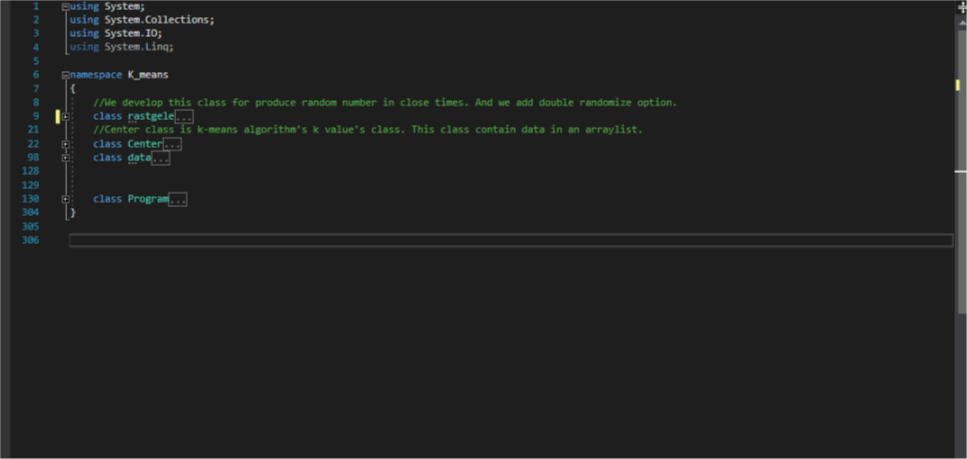 1 using System;
2 using System.Collections;
3 using System.IO;
4 using System.Linq;
5
6 namespace K_means
7 {
8 //We develop this class for produce random number in close times. And we add double randomize option.
9 class rastgele...
21 //Center class is k-means algorithm's k value's class. This class contain data in an arraylist.
22 class Center...
98 class data...
128
129
130 class Program...
304 }
305
306